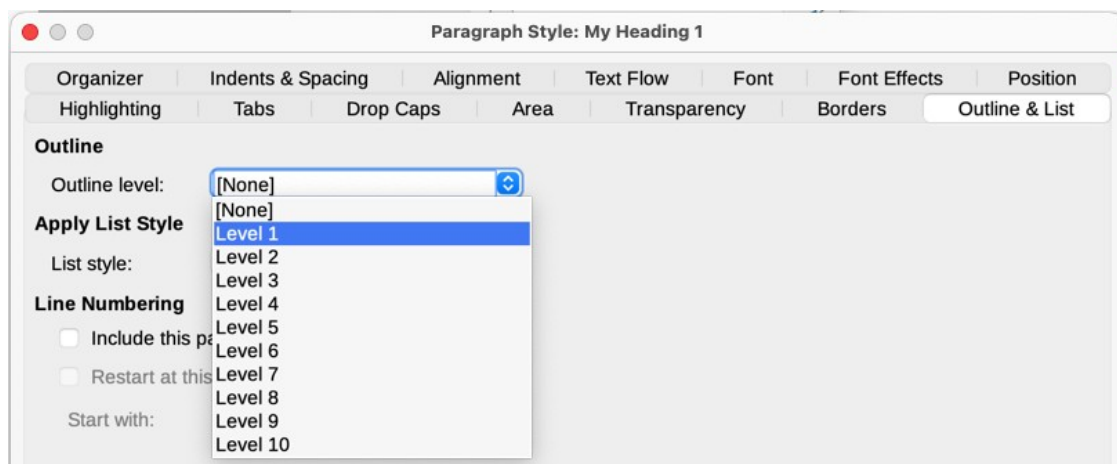 Paragraph Style: My Heading 1
Organizer Indents & Spacing Alignment Text Flow Font Font Effects Position
Highlighting Tabs Drop Caps Area Transparency Borders Outline & List
Outline
Outline level: [None]
[None]
Apply List Style
Level 1
Level 2
List style:
Level 3
Line Numbering
Level 4
Level 5
Include this pa
Level 6
Restart at this
Level 7
Level 8
Start with:
Level 9
Level 10